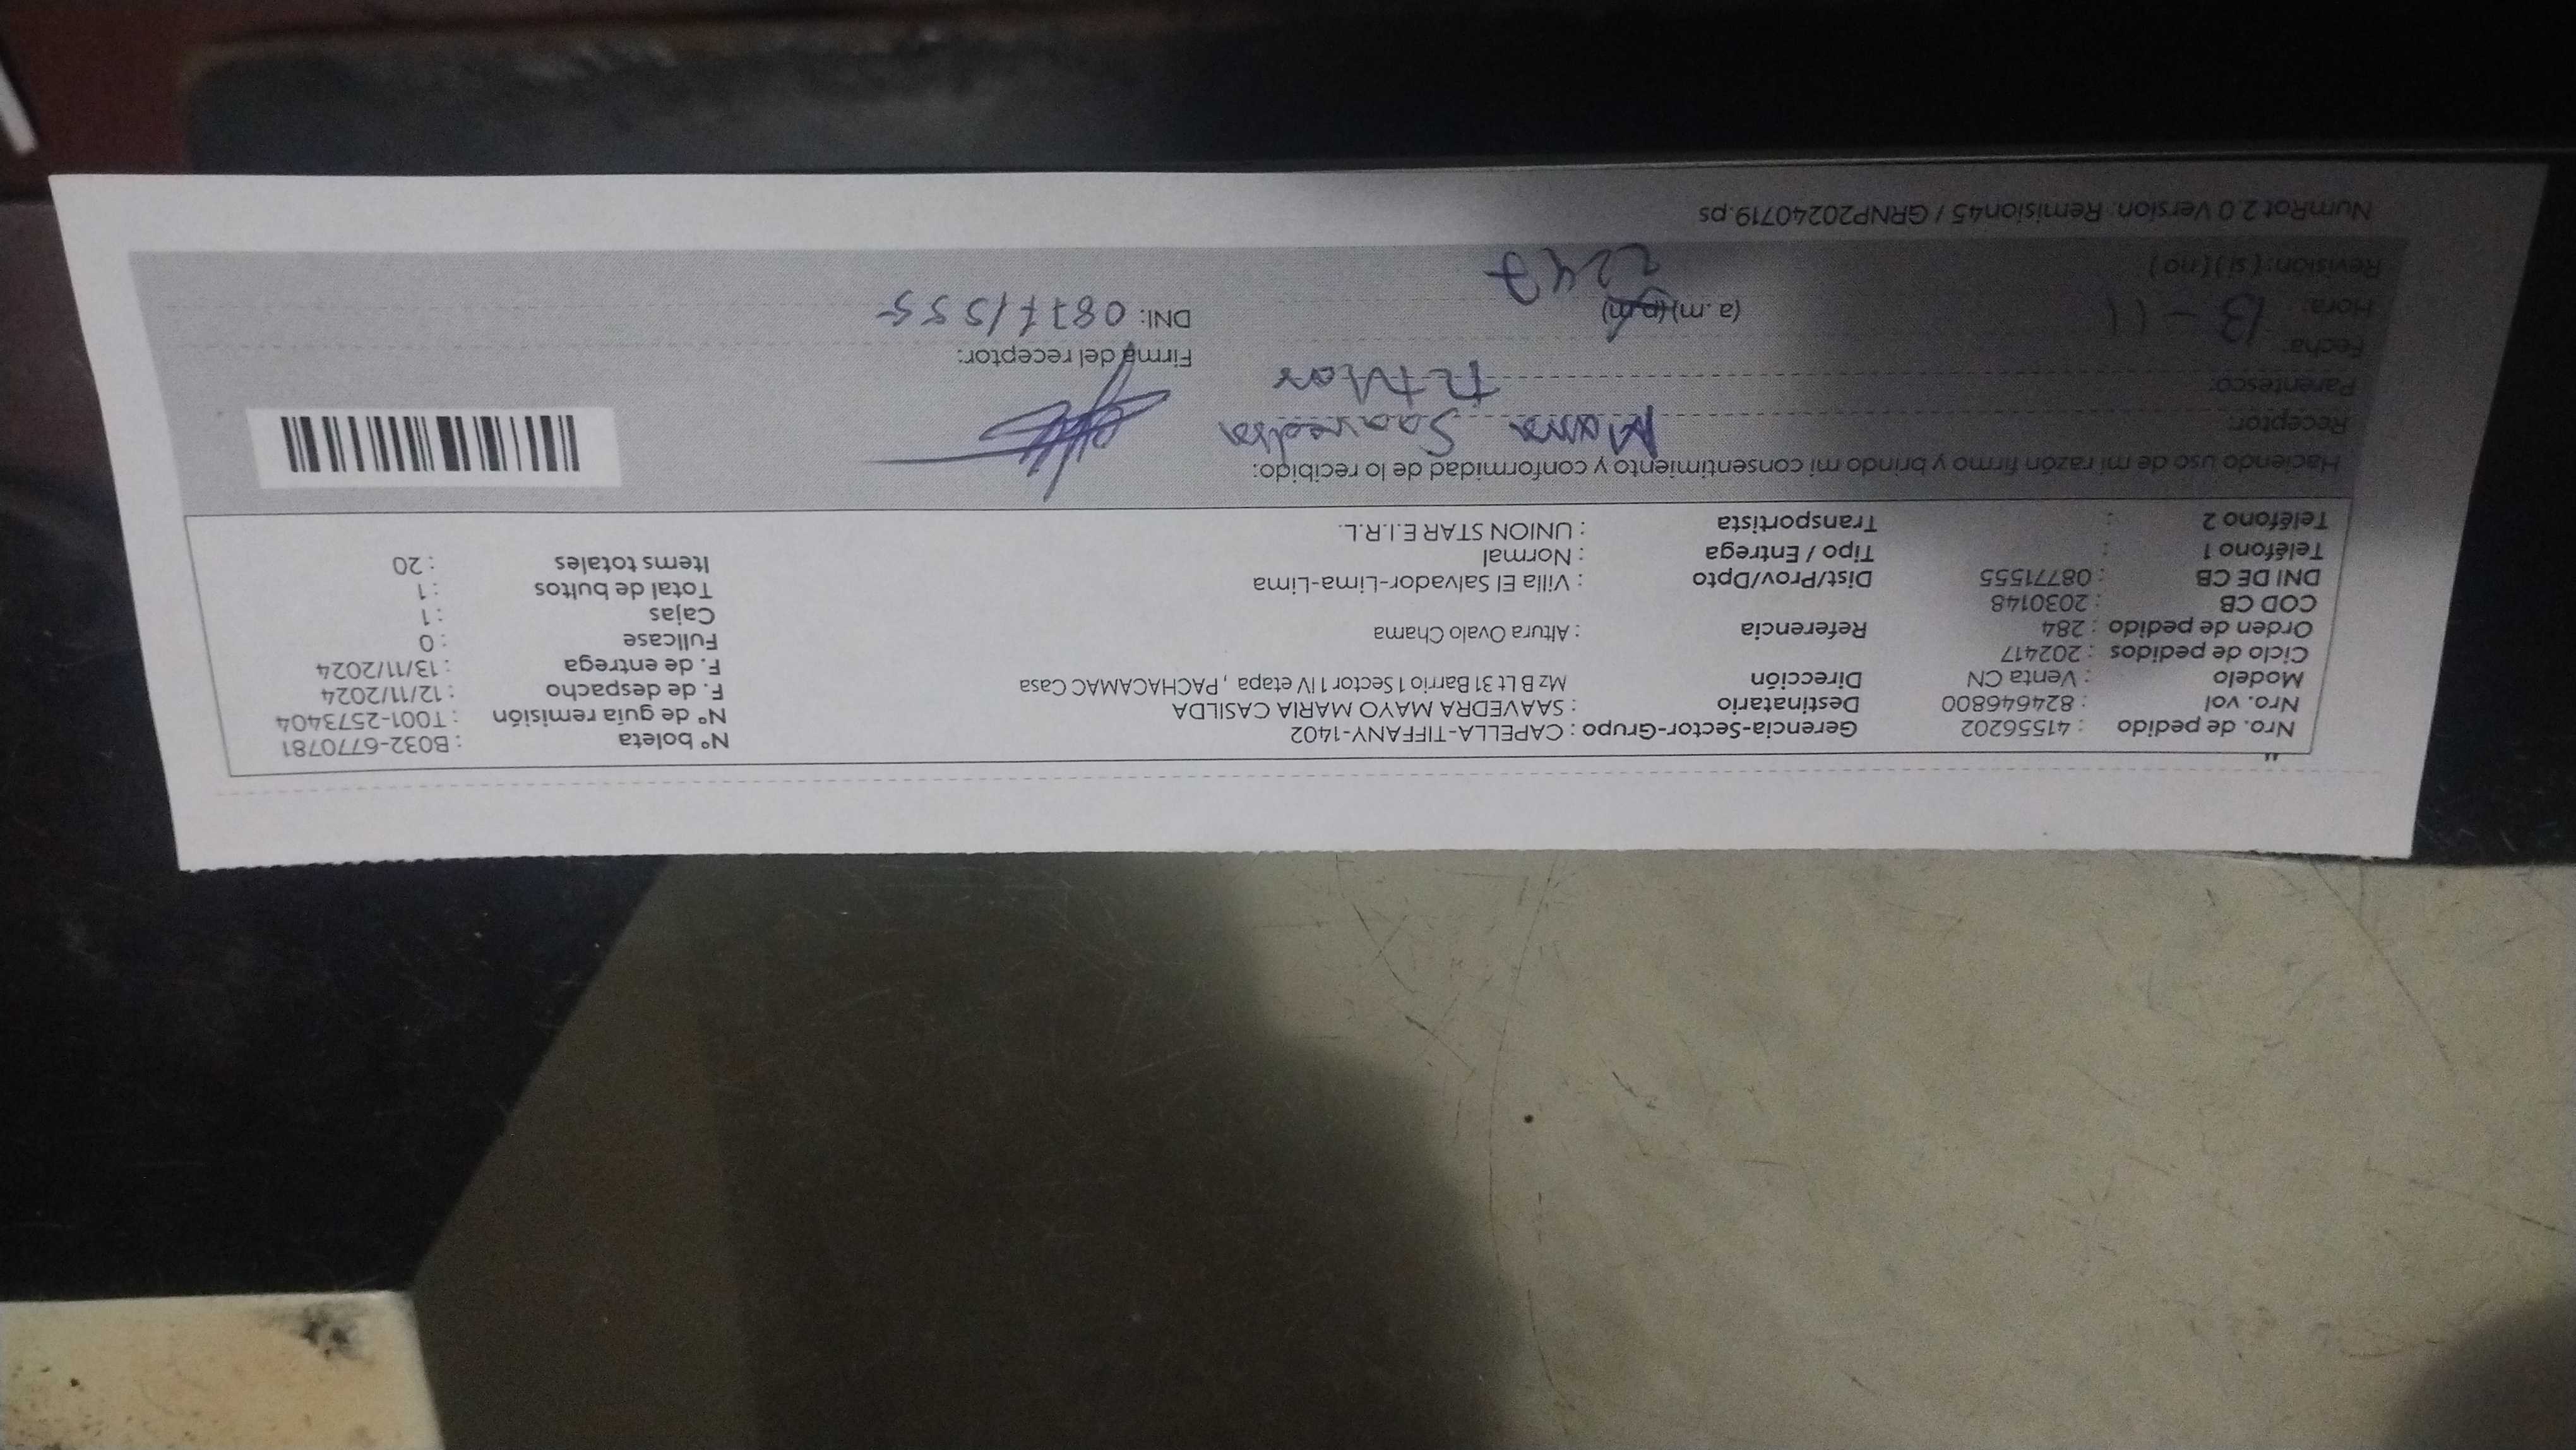 Nro. de pedido : 41556202 Gerencia-Sector-Grupo : CAPELLA-TIFFANY-1402 N° boleta : B032-6770781
Nro. vol : 824646800 Destinatario : SAAVEDRA MAYO MARIA CASILDA N° de guía remisión : T001-2573404
Modelo : Venta CN Dirección Mz B Lt 31 Barrio 1 Sector 1 IV etapa , PACHACAMAC Casa F. de despacho : 12/11/2024
Ciclo de pedidos : 202417 F. de entrega : 13/11/2024
Orden de pedido : 284 Referencia : Altura Ovalo Chama Fullcase : 0
COD CB : 2030148 Cajas : 1
DNI DE CB : 08771555 Dist/Prov/Dpto : Villa El Salvador-Lima-Lima Total de bultos : 1
Teléfono 1 : Tipo / Entrega : Normal Items totales : 20
Teléfono 2 : Transportista : UNION STAR E.I.R.L.
Haciendo uso de mi razón firmo y brindo mi consentimiento y conformidad de lo recibido:
Receptor: Maria Saavedra
Parentesco: Titular
Fecha: 13-11 Firma del receptor:
Hora: (a.m)(p.m) 2247 DNI: 08771555
Revisión: (si)(no)
NumRot 2.0 Version: Remision45 / GRNP20240719.ps